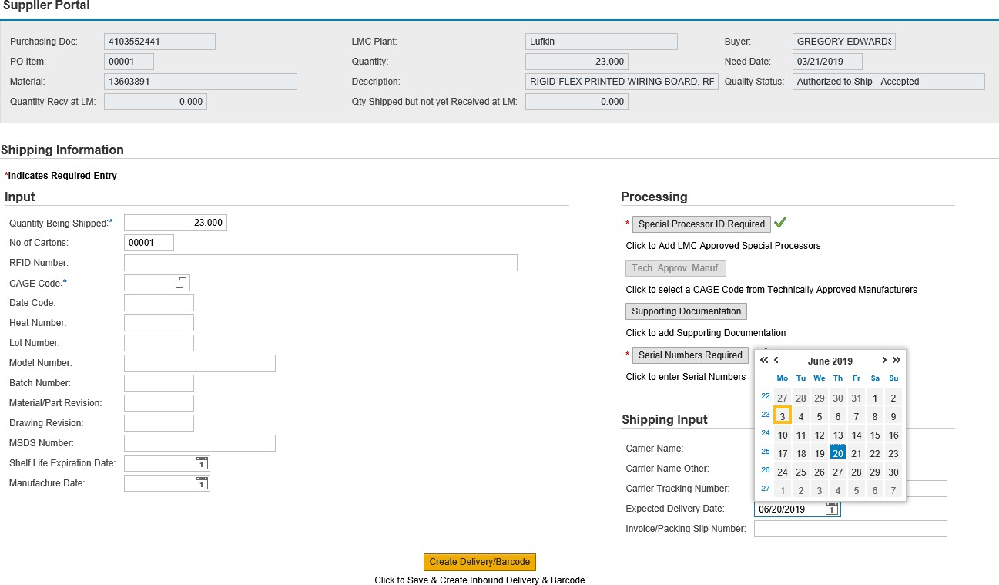 Supplier Portal
Purchasing Doc: 4103552441 LMC Plant: Lufkin Buyer: GREGORY EDWARDS
PO Item: 00001 Quantity: 23.000 Need Date: 03/21/2019
Material: 13603891 Description: RIGID-FLEX PRINTED WIRING BOARD, RF Quality Status: Authorized to Ship - Accepted
Quantity Recv at LM: 0.000 Qty Shipped but not yet Received at LM: 0.000
Shipping Information
*Indicates Required Entry
Input
Quantity Being Shipped:* 23.000
No of Cartons: 00001
RFID Number:
CAGE Code:*
Date Code:
Heat Number:
Lot Number:
Model Number:
Batch Number:
Material/Part Revision:
Drawing Revision:
MSDS Number:
Shelf Life Expiration Date: 1
Manufacture Date: 1
Processing
* Special Processor ID Required
Click to Add LMC Approved Special Processors
Tech. Approv. Manuf.
Click to select a CAGE Code from Technically Approved Manufacturers
Supporting Documentation
Click to add Supporting Documentation
* Serial Numbers Required
Click to enter Serial Numbers
Shipping Input
Carrier Name:
Carrier Name Other:
Carrier Tracking Number:
Expected Delivery Date: 06/20/2019 1
Invoice/Packing Slip Number:
« ‹ June 2019 › »
Mo Tu We Th Fr Sa Su
22 27 28 29 30 31 1 2
23 3 4 5 6 7 8 9
24 10 11 12 13 14 15 16
25 17 18 19 20 21 22 23
26 24 25 26 27 28 29 30
27 1 2 3 4 5 6 7
Create Delivery/Barcode
Click to Save & Create Inbound Delivery & Barcode